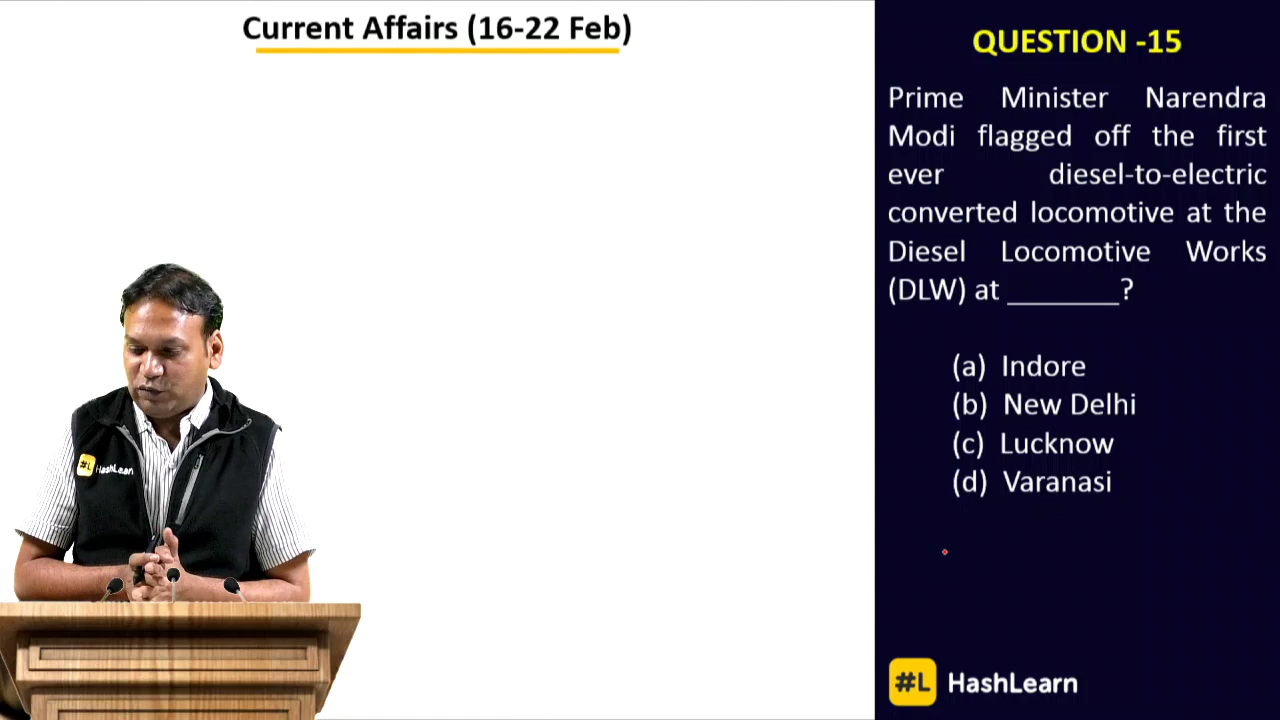 Current Affairs (16-22 Feb)
QUESTION -15
Prime Minister Narendra
Modi flagged off the first
ever diesel-to-electric
converted locomotive at the
Diesel Locomotive Works
(DLW) at ________?
(a) Indore
(b) New Delhi
(c) Lucknow
(d) Varanasi
#L HashLearn
#L HashLearn